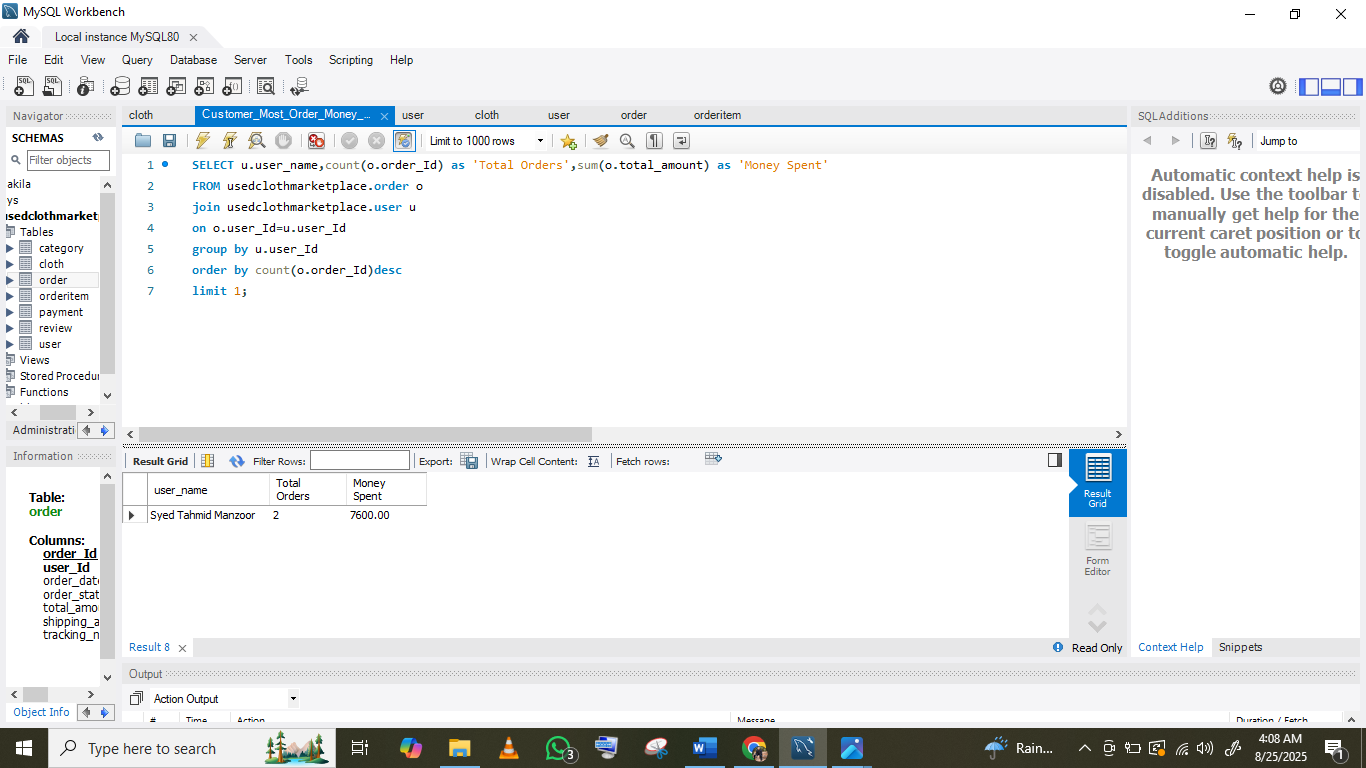 MySQL Workbench
Local instance MySQL80
File Edit View Query Database Server Tools Scripting Help
Navigator
SCHEMAS
Filter objects
akila
ys
usedclothmarketpl
Tables
category
cloth
order
orderitem
payment
review
user
Views
Stored Procedur
Functions
Administrati
Information
Table:
order
Columns:
order_Id
user_Id
order_date
order_stat
total_amo
shipping_a
tracking_n
Object Info
cloth Customer_Most_Order_Money_... user cloth user order orderitem
Limit to 1000 rows
1 SELECT u.user_name,count(o.order_Id) as 'Total Orders',sum(o.total_amount) as 'Money Spent'
2 FROM usedclothmarketplace.order o
3 join usedclothmarketplace.user u
4 on o.user_Id=u.user_Id
5 group by u.user_Id
6 order by count(o.order_Id)desc
7 limit 1;
Result Grid Filter Rows: Export: Wrap Cell Content: Fetch rows:
user_name Total Orders Money Spent
Syed Tahmid Manzoor 2 7600.00
Result Grid
Form Editor
Result 8
Read Only
Output
Action Output
# Time Action Message Duration / Fetch
SQLAdditions
Jump to
Automatic context help is
disabled. Use the toolbar t
manually get help for the
current caret position or to
toggle automatic help.
Context Help Snippets
Type here to search
3
Rain...
4:08 AM
8/25/2025
1